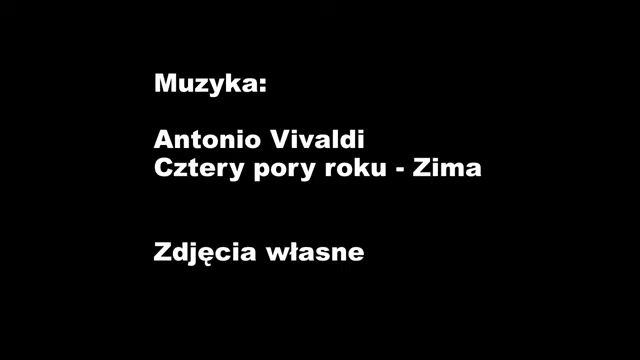 Muzyka:
Antonio Vivaldi
Cztery pory roku - Zima
Zdjęcia własne